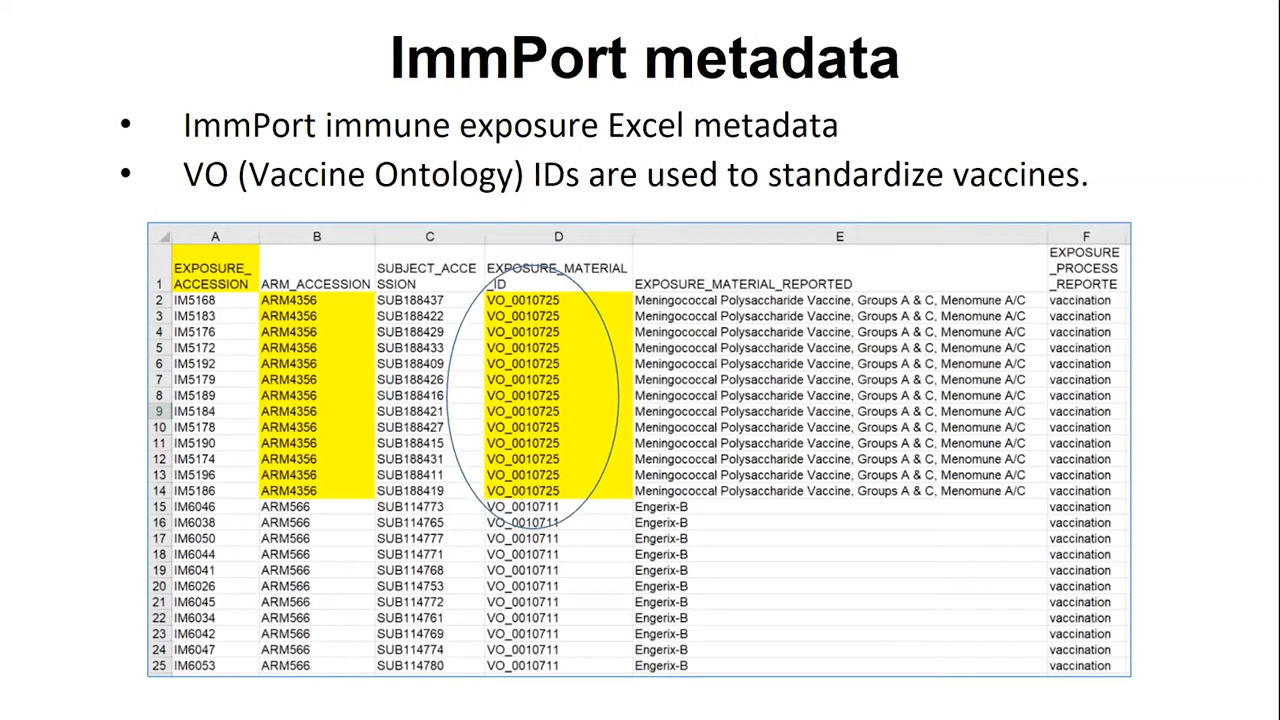 ImmPort metadata
• ImmPort immune exposure Excel metadata
• VO (Vaccine Ontology) IDs are used to standardize vaccines.
A B C D E F
EXPOSURE
EXPOSURE_ SUBJECT_ACCE EXPOSURE_MATERIAL _PROCESS
1 ACCESSION ARM_ACCESSION SSION _ID EXPOSURE_MATERIAL_REPORTED _REPORTE
2 IM5168 ARM4356 SUB188437 VO_0010725 Meningococcal Polysaccharide Vaccine, Groups A & C, Menomune A/C vaccination
3 IM5183 ARM4356 SUB188422 VO_0010725 Meningococcal Polysaccharide Vaccine, Groups A & C, Menomune A/C vaccination
4 IM5176 ARM4356 SUB188429 VO_0010725 Meningococcal Polysaccharide Vaccine, Groups A & C, Menomune A/C vaccination
5 IM5172 ARM4356 SUB188433 VO_0010725 Meningococcal Polysaccharide Vaccine, Groups A & C, Menomune A/C vaccination
6 IM5192 ARM4356 SUB188409 VO_0010725 Meningococcal Polysaccharide Vaccine, Groups A & C, Menomune A/C vaccination
7 IM5179 ARM4356 SUB188426 VO_0010725 Meningococcal Polysaccharide Vaccine, Groups A & C, Menomune A/C vaccination
8 IM5189 ARM4356 SUB188416 VO_0010725 Meningococcal Polysaccharide Vaccine, Groups A & C, Menomune A/C vaccination
9 IM5184 ARM4356 SUB188421 VO_0010725 Meningococcal Polysaccharide Vaccine, Groups A & C, Menomune A/C vaccination
10 IM5178 ARM4356 SUB188427 VO_0010725 Meningococcal Polysaccharide Vaccine, Groups A & C, Menomune A/C vaccination
11 IM5190 ARM4356 SUB188415 VO_0010725 Meningococcal Polysaccharide Vaccine, Groups A & C, Menomune A/C vaccination
12 IM5174 ARM4356 SUB188431 VO_0010725 Meningococcal Polysaccharide Vaccine, Groups A & C, Menomune A/C vaccination
13 IM5196 ARM4356 SUB188411 VO_0010725 Meningococcal Polysaccharide Vaccine, Groups A & C, Menomune A/C vaccination
14 IM5186 ARM4356 SUB188419 VO_0010725 Meningococcal Polysaccharide Vaccine, Groups A & C, Menomune A/C vaccination
15 IM6046 ARM566 SUB114773 VO_0010711 Engerix-B vaccination
16 IM6038 ARM566 SUB114765 VO_0010711 Engerix-B vaccination
17 IM6050 ARM566 SUB114777 VO_0010711 Engerix-B vaccination
18 IM6044 ARM566 SUB114771 VO_0010711 Engerix-B vaccination
19 IM6041 ARM566 SUB114768 VO_0010711 Engerix-B vaccination
20 IM6026 ARM566 SUB114753 VO_0010711 Engerix-B vaccination
21 IM6045 ARM566 SUB114772 VO_0010711 Engerix-B vaccination
22 IM6034 ARM566 SUB114761 VO_0010711 Engerix-B vaccination
23 IM6042 ARM566 SUB114769 VO_0010711 Engerix-B vaccination
24 IM6047 ARM566 SUB114774 VO_0010711 Engerix-B vaccination
25 IM6053 ARM566 SUB114780 VO_0010711 Engerix-B vaccination